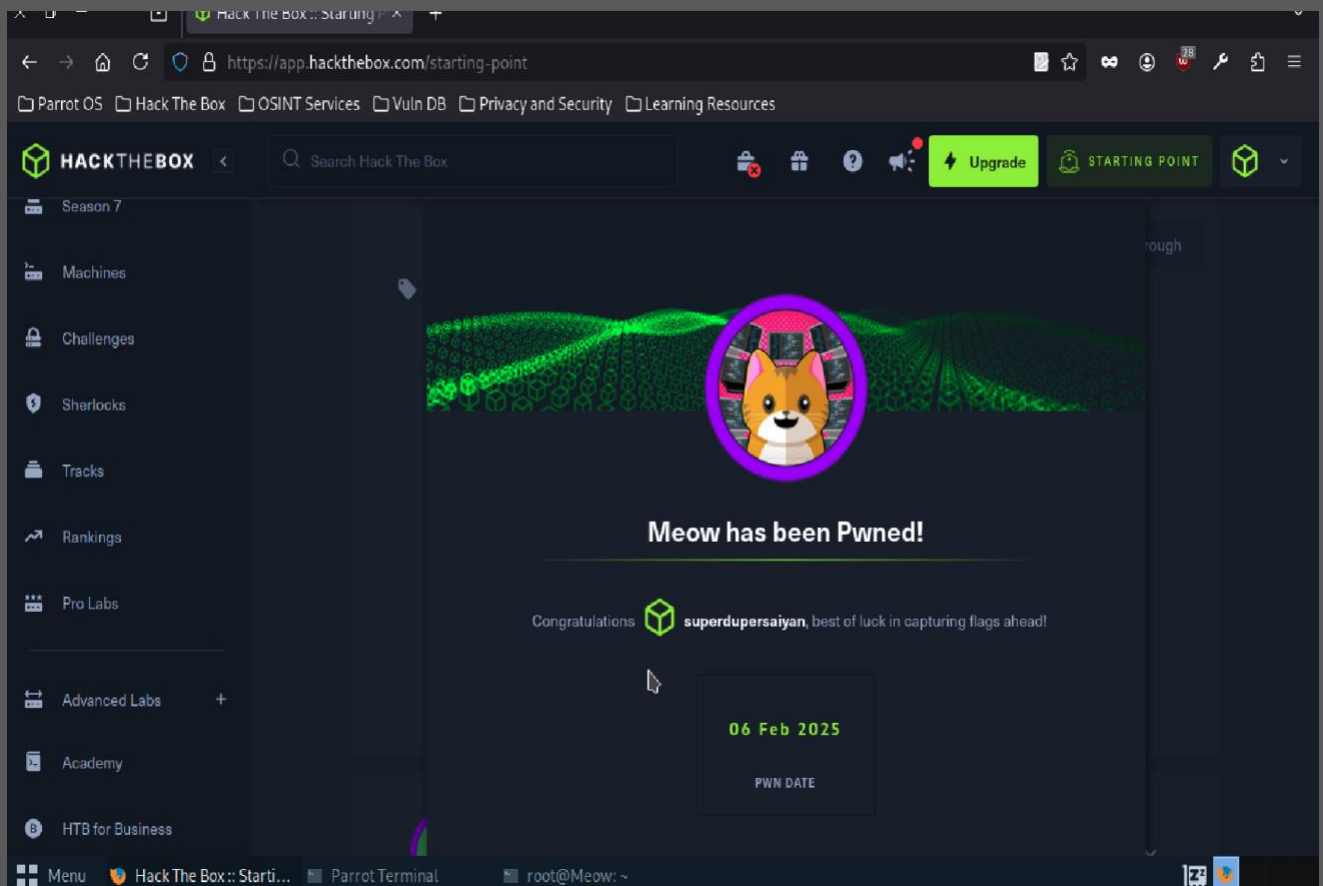 Hack The Box :: Starting P
https://app.hackthebox.com/starting-point
28
Parrot OS Hack The Box OSINT Services Vuln DB Privacy and Security Learning Resources
HACKTHEBOX
Search Hack The Box
Upgrade
STARTING POINT
Season 7
rough
Machines
Challenges
Sherlocks
Tracks
Rankings
Pro Labs
Advanced Labs +
Academy
HTB for Business
Meow has been Pwned!
Congratulations superdupersaiyan, best of luck in capturing flags ahead!
06 Feb 2025
PWN DATE
Menu Hack The Box :: Starti... Parrot Terminal root@Meow: ~